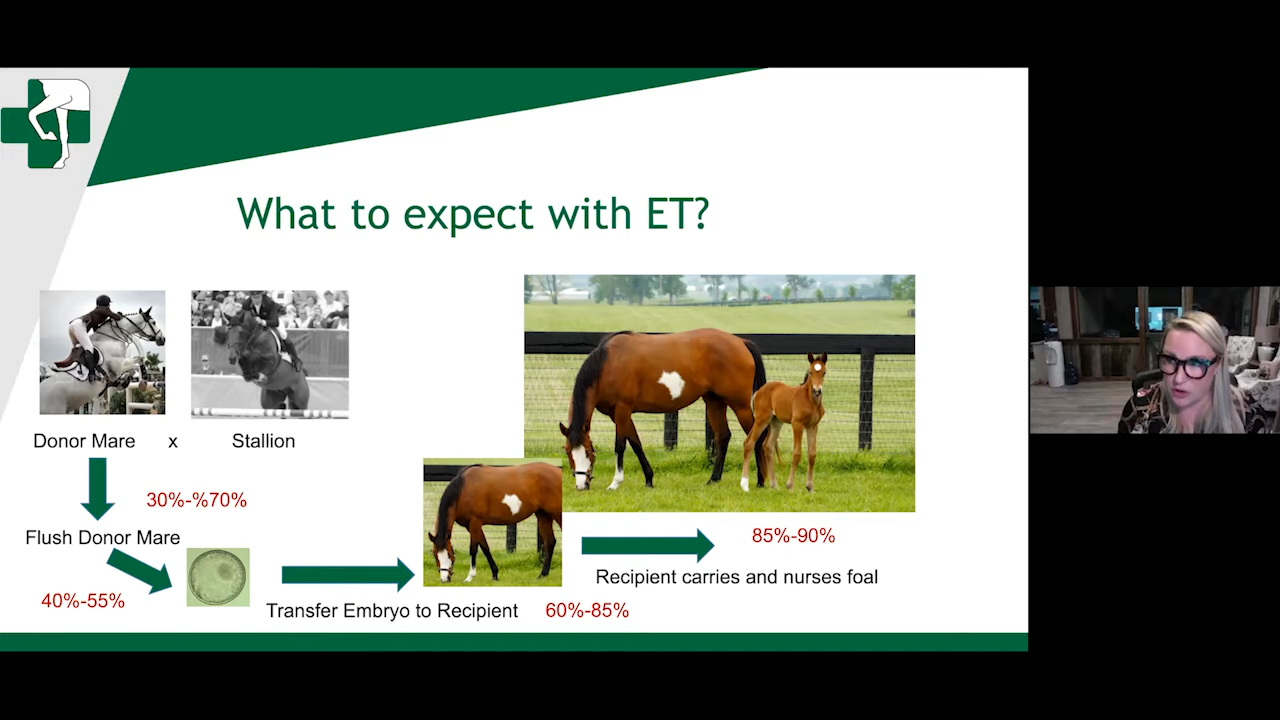 What to expect with ET?
Donor Mare x Stallion
30%-%70%
Flush Donor Mare
40%-55%
Transfer Embryo to Recipient 60%-85%
85%-90%
Recipient carries and nurses foal